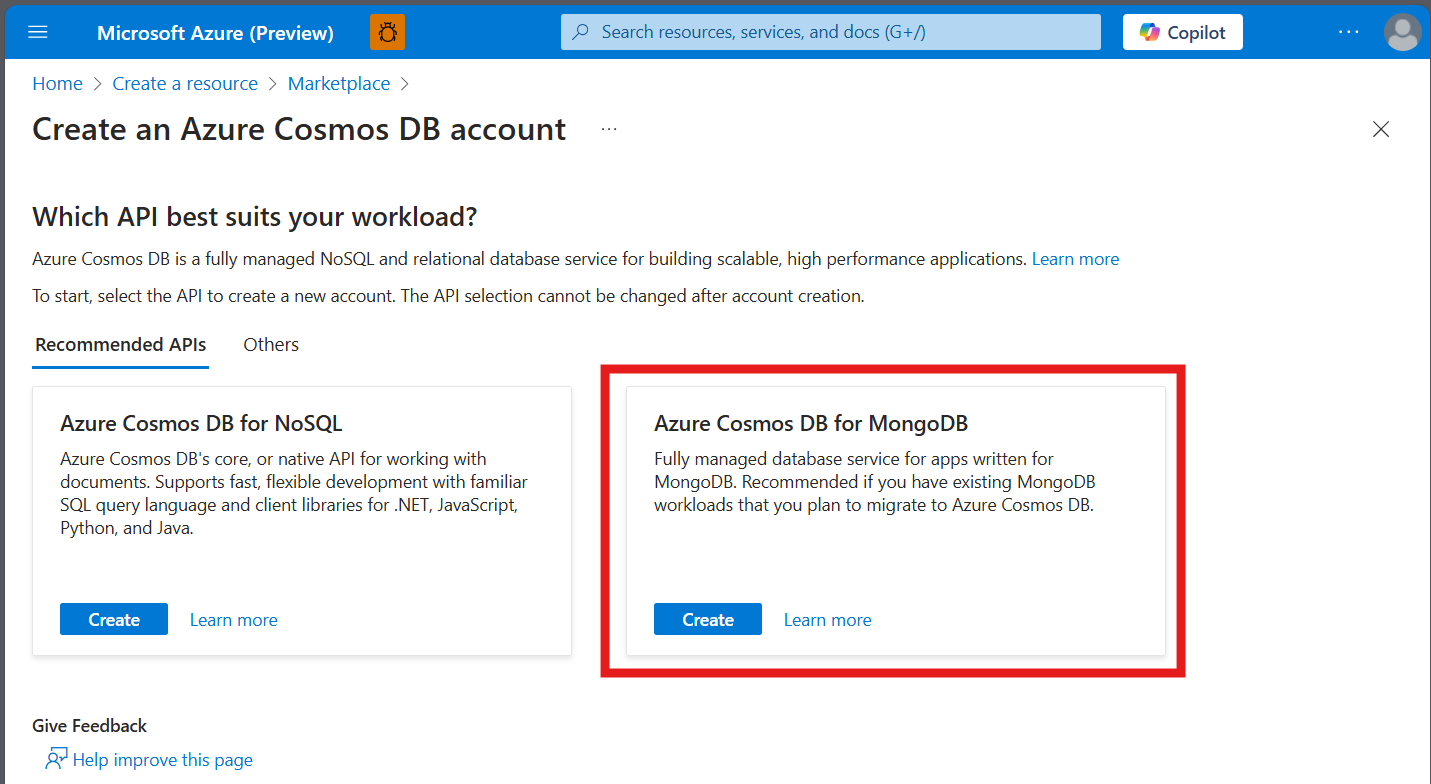 Microsoft Azure (Preview)
Search resources, services, and docs (G+/)
Copilot
Home > Create a resource > Marketplace >
Create an Azure Cosmos DB account ...
Which API best suits your workload?
Azure Cosmos DB is a fully managed NoSQL and relational database service for building scalable, high performance applications. Learn more
To start, select the API to create a new account. The API selection cannot be changed after account creation.
Recommended APIs
Others
Azure Cosmos DB for NoSQL
Azure Cosmos DB's core, or native API for working with
documents. Supports fast, flexible development with familiar
SQL query language and client libraries for .NET, JavaScript,
Python, and Java.
Create
Learn more
Azure Cosmos DB for MongoDB
Fully managed database service for apps written for
MongoDB. Recommended if you have existing MongoDB
workloads that you plan to migrate to Azure Cosmos DB.
Create
Learn more
Give Feedback
Help improve this page